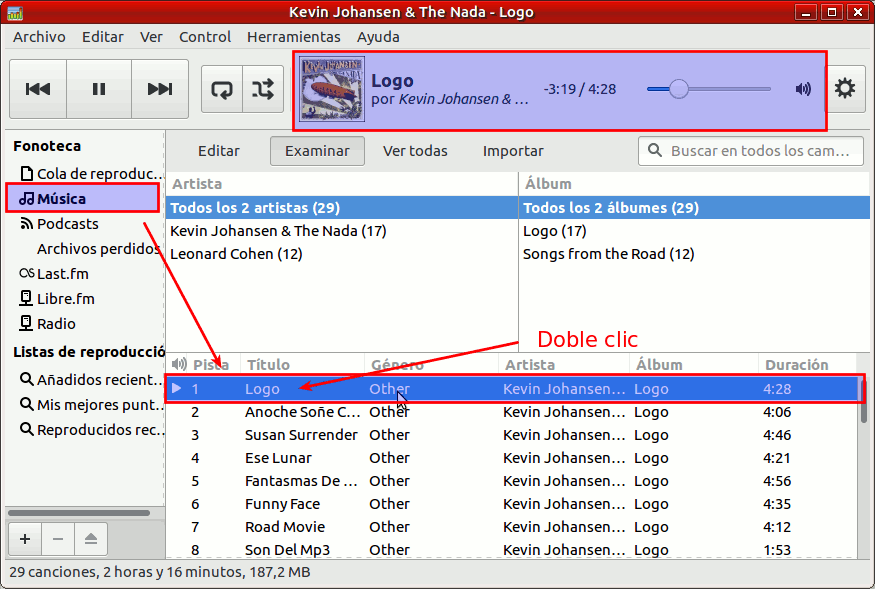 Kevin Johansen & The Nada - Logo
Archivo Editar Ver Control Herramientas Ayuda
Logo
por Kevin Johansen & ...
-3:19 / 4:28
Fonoteca
Cola de reproduc...
Música
Podcasts
Archivos perdidos
Last.fm
Libre.fm
Radio
Listas de reproducció
Añadidos recient...
Mis mejores punt...
Reproducidos rec...
Editar Examinar Ver todas Importar
Buscar en todos los cam...
Artista Álbum
Todos los 2 artistas (29) Todos los 2 álbumes (29)
Kevin Johansen & The Nada (17) Logo (17)
Leonard Cohen (12) Songs from the Road (12)
Doble clic
Pista Título Género Artista Álbum Duración
1 Logo Other Kevin Johansen... Logo 4:28
2 Anoche Soñe C... Other Kevin Johansen... Logo 4:06
3 Susan Surrender Other Kevin Johansen... Logo 4:46
4 Ese Lunar Other Kevin Johansen... Logo 4:21
5 Fantasmas De ... Other Kevin Johansen... Logo 4:56
6 Funny Face Other Kevin Johansen... Logo 4:35
7 Road Movie Other Kevin Johansen... Logo 4:12
8 Son Del Mp3 Other Kevin Johansen... Logo 1:53
29 canciones, 2 horas y 16 minutos, 187,2 MB